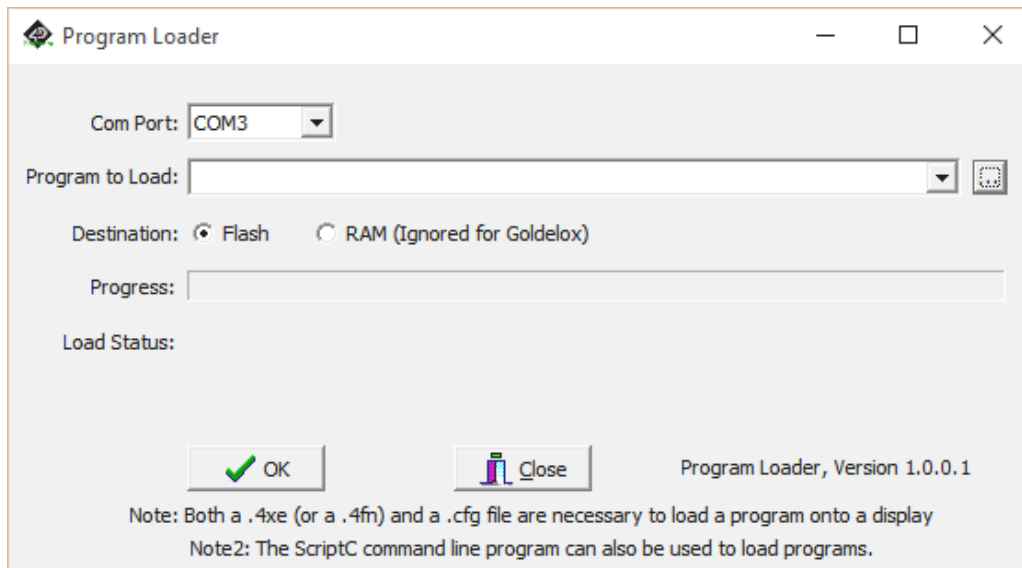 Program Loader
Com Port: COM3
Program to Load:
Destination: Flash RAM (Ignored for Goldelox)
Progress:
Load Status:
OK Close Program Loader, Version 1.0.0.1
Note: Both a .4xe (or a .4fn) and a .cfg file are necessary to load a program onto a display
Note2: The ScriptC command line program can also be used to load programs.